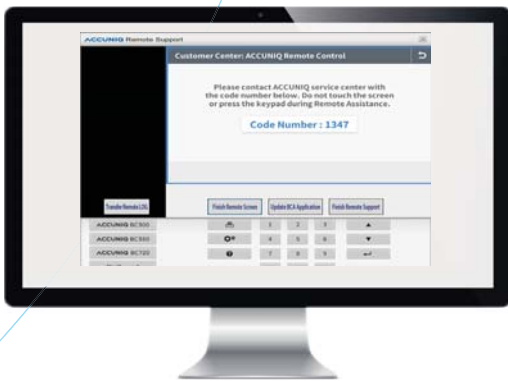 ACCUNIQ Remote Support
Customer Center: ACCUNIQ Remote Control
Please contact ACCUNIQ service center with
the code number below. Do not touch the screen
or press the keypad during Remote Assistance.
Code Number : 1347
Transfer Remote LOG
Finish Remote Screen
Update BCA Application
Finish Remote Support
ACCUNIQ BC300
1 2 3
ACCUNIQ BC360
4 5 6
ACCUNIQ BC720
7 8 9